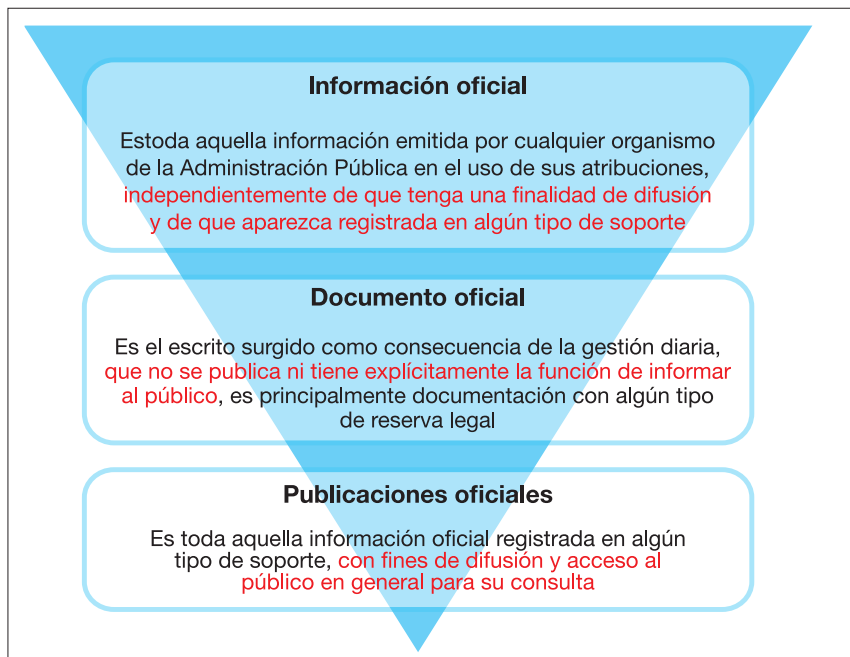 Información oficial
Estoda aquella información emitida por cualquier organismo
de la Administración Pública en el uso de sus atribuciones,
independientemente de que tenga una finalidad de difusión
y de que aparezca registrada en algún tipo de soporte
Documento oficial
Es el escrito surgido como consecuencia de la gestión diaria,
que no se publica ni tiene explícitamente la función de informar
al público, es principalmente documentación con algún tipo
de reserva legal
Publicaciones oficiales
Es toda aquella información oficial registrada en algún
tipo de soporte, con fines de difusión y acceso al
público en general para su consulta